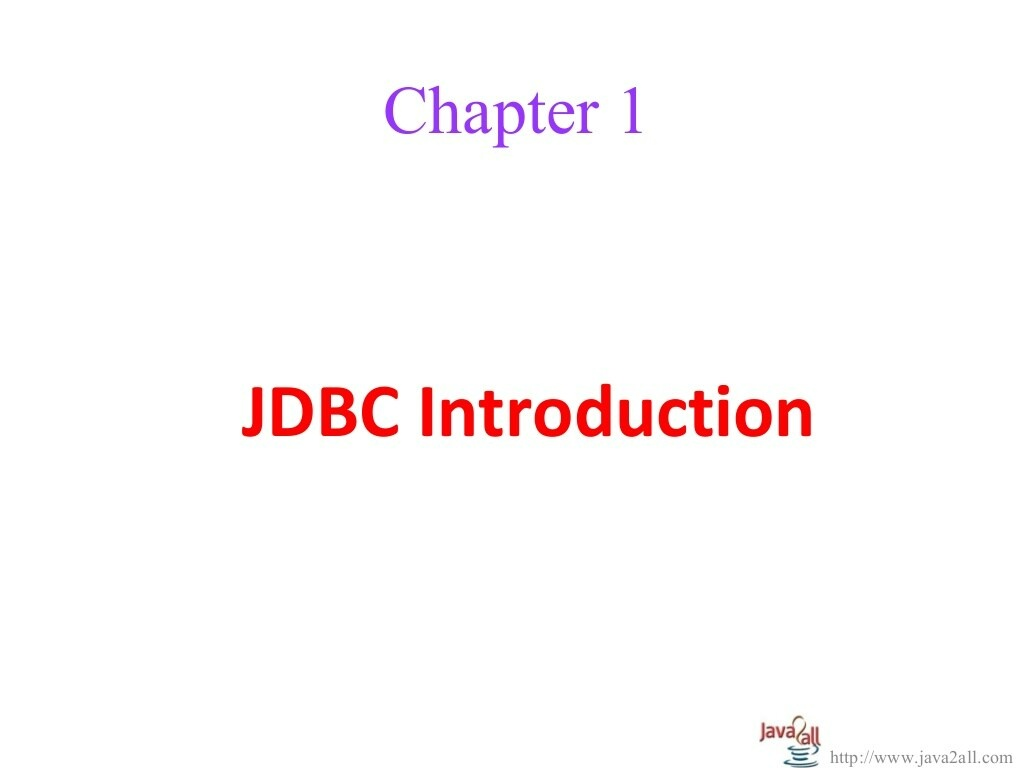 Chapter 1
JDBC Introduction
Java2all
http://www.java2all.com